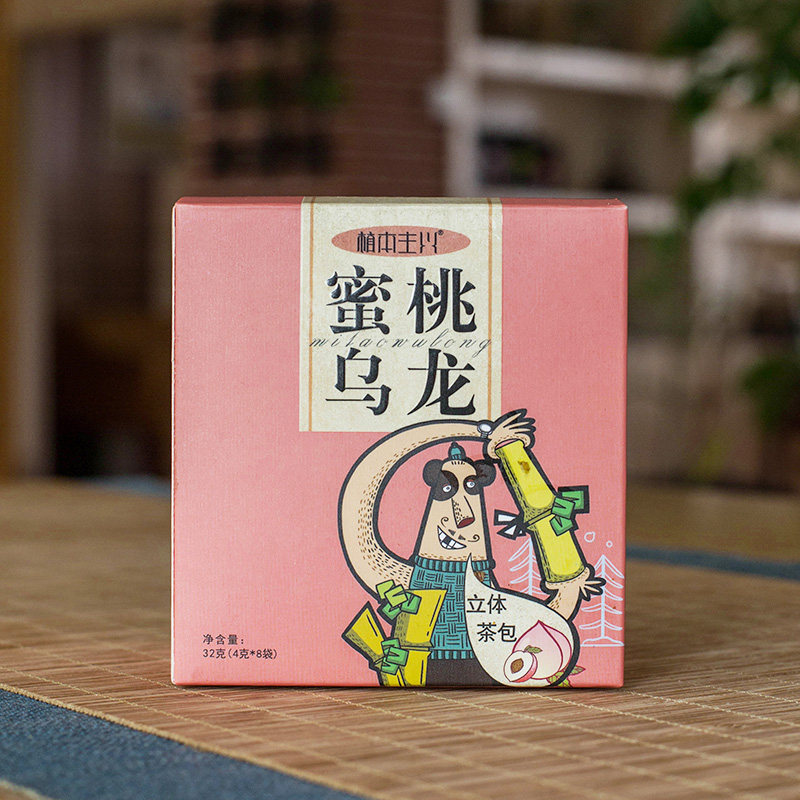 植本主义®
蜜桃
mitaowulong
乌龙
立体
茶包
净含量：
32克(4克*8袋)